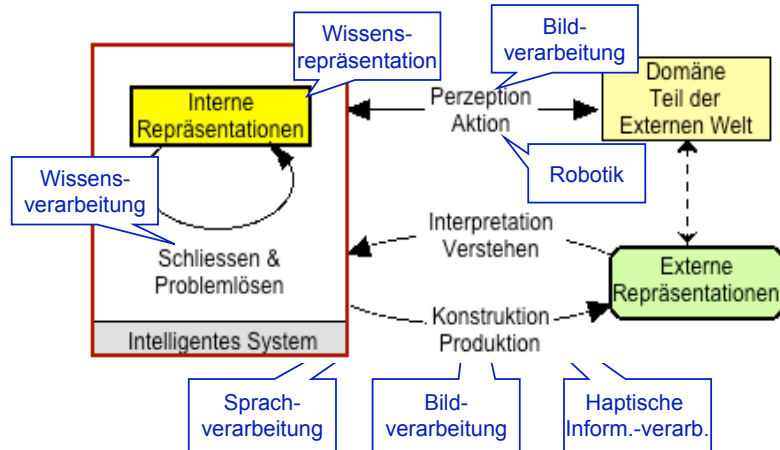 Wissens-
repräsentation
Bild-
verarbeitung
Interne
Repräsentationen
Perzeption
Aktion
Domäne
Teil der
Externen Welt
Wissens-
verarbeitung
Robotik
Schliessen &
Problemlösen
Interpretation
Verstehen
Externe
Repräsentationen
Intelligentes System
Konstruktion
Produktion
Sprach-
verarbeitung
Bild-
verarbeitung
Haptische
Inform.-verarb.